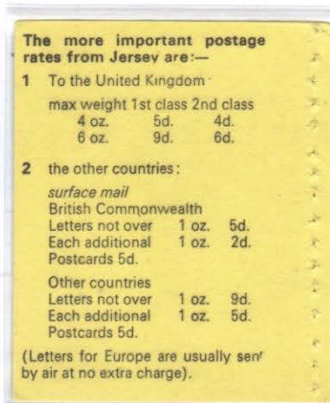 The more important postage
rates from Jersey are:—
1 To the United Kingdom
max weight 1st class 2nd class
4 oz. 5d. 4d.
6 oz. 9d. 6d.
2 the other countries:
surface mail
British Commonwealth
Letters not over 1 oz. 5d.
Each additional 1 oz. 2d.
Postcards 5d.
Other countries
Letters not over 1 oz. 9d.
Each additional 1 oz. 5d.
Postcards 5d.
(Letters for Europe are usually sent
by air at no extra charge).